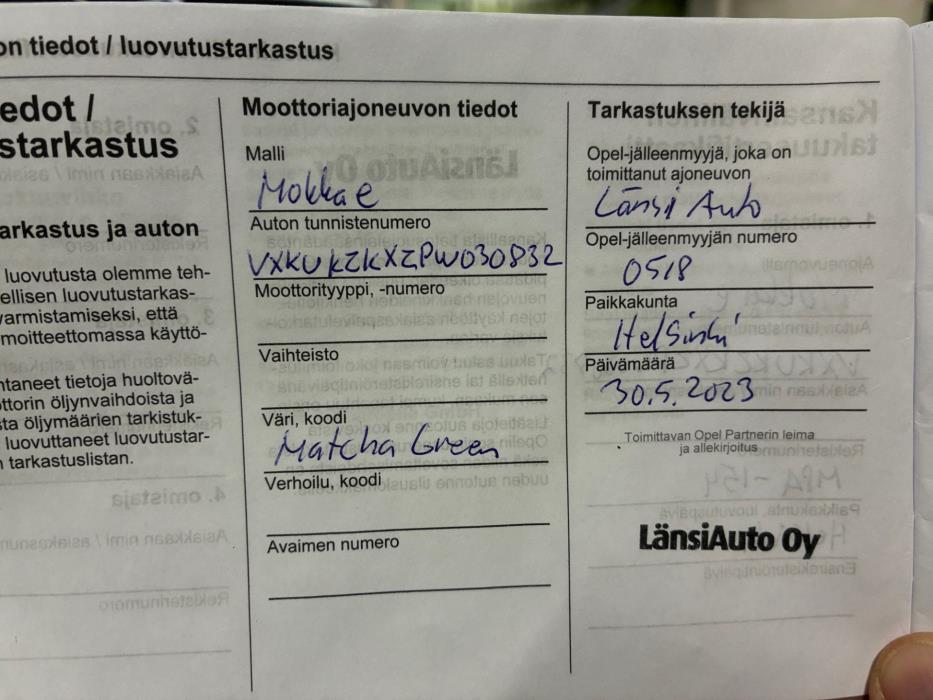 on tiedot / luovutustarkastus
edot /
starkastus
arkastus ja auton
luovutusta olemme teh-
ellisen luovutustarkas-
varmistamiseksi, että
moitteettomassa käyttö-
ntaneet tietoja huoltovä-
ottorin öljynvaihdoista ja
sta öljymäärien tarkistuk-
luovuttaneet luovutustar-
n tarkastuslistan.
Moottoriajoneuvon tiedot
Malli
Mokka e
Auton tunnistenumero
VXKUKZKXZPW030832
Moottorityyppi, -numero
Vaihteisto
Väri, koodi
Matcha Green
Verhoilu, koodi
Avaimen numero
Tarkastuksen tekijä
Opel-jälleenmyyjä, joka on
toimittanut ajoneuvon
Länsi Auto
Opel-jälleenmyyjän numero
0518
Paikkakunta
Helsinki
Päivämäärä
30.5.2023
Toimittavan Opel Partnerin leima
ja allekirjoitus
LänsiAuto Oy